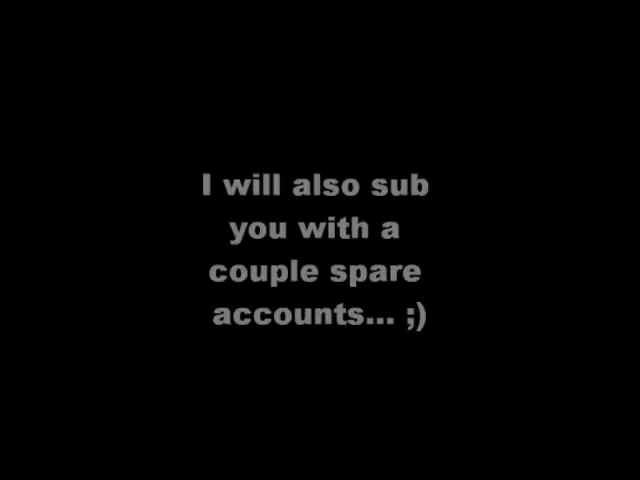 I will also sub
you with a
couple spare
accounts... ;)